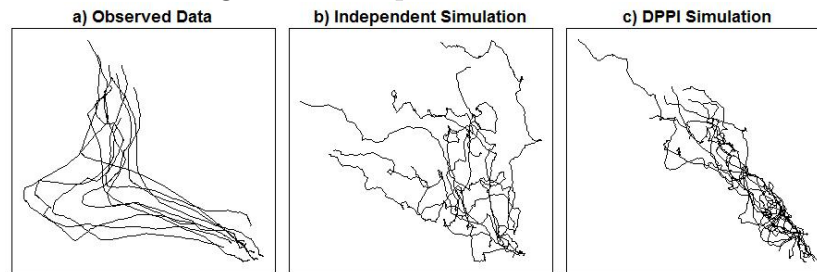 a) Observed Data
b) Independent Simulation
c) DPPI Simulation